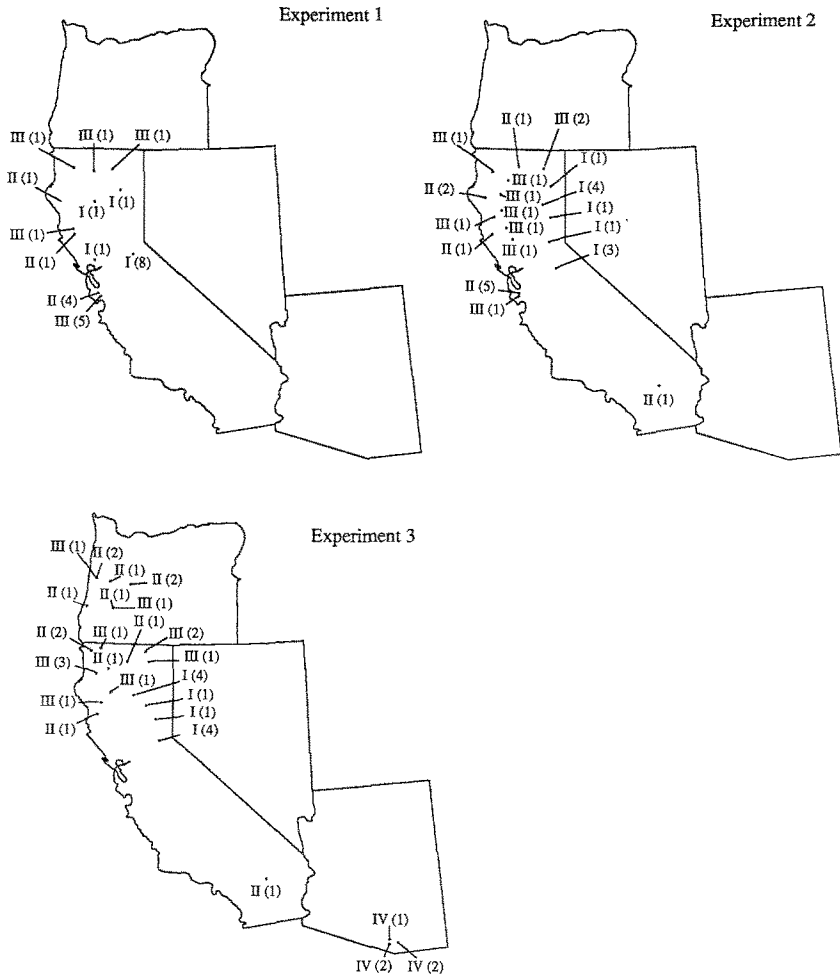 Experiment 1
III (1)
III (1)
III (1)
II (1)
I (1)
I (1)
III (1)
II (1)
I (1)
I (8)
II (4)
III (5)
Experiment 2
III (1)
II (1)
III (2)
III (1)
I (1)
II (2)
III (1)
I (4)
III (1)
III (1)
I (1)
II (1)
III (1)
I (1)
III (1)
I (3)
II (5)
III (1)
II (1)
Experiment 3
III (1)
II (2)
II (1)
II (2)
II (1)
II (1)
III (1)
II (1)
II (2)
III (1)
III (2)
II (1)
III (1)
III (3)
III (1)
I (4)
III (1)
I (1)
II (1)
I (1)
I (4)
II (1)
IV (1)
IV (2)
IV (2)